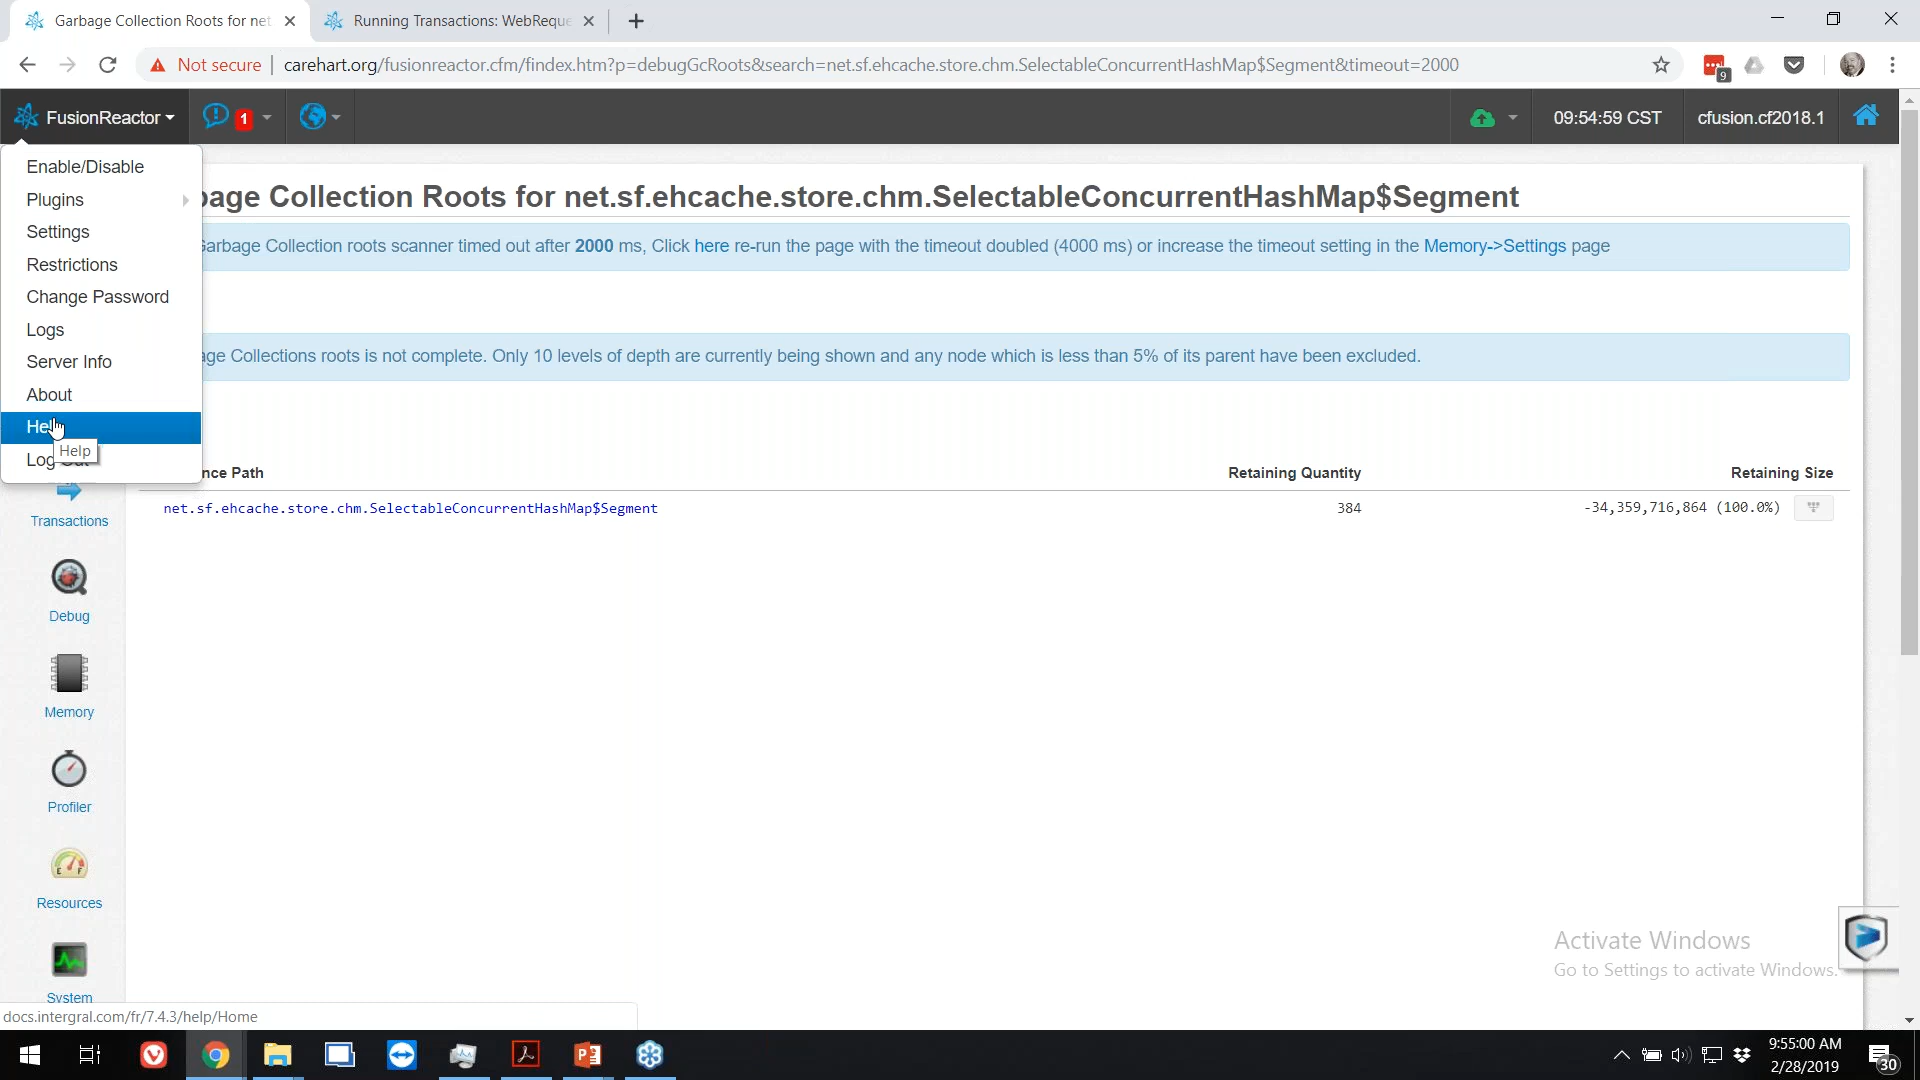 Garbage Collection Roots for net
Running Transactions: WebReque
Not secure
carehart.org/fusionreactor.cfm/findex.htm?p=debugGcRoots&search=net.sf.ehcache.store.chm.SelectableConcurrentHashMap$Segment&timeout=2000
9
FusionReactor
1
09:54:59 CST
cfusion.cf2018.1
Enable/Disable
Plugins
Settings
Restrictions
Change Password
Logs
Server Info
About
Help
Help
Log Out
bage Collection Roots for net.sf.ehcache.store.chm.SelectableConcurrentHashMap$Segment
Garbage Collection roots scanner timed out after 2000 ms, Click here re-run the page with the timeout doubled (4000 ms) or increase the timeout setting in the Memory->Settings page
age Collections roots is not complete. Only 10 levels of depth are currently being shown and any node which is less than 5% of its parent have been excluded.
nce Path Retaining Quantity Retaining Size
net.sf.ehcache.store.chm.SelectableConcurrentHashMap$Segment 384 -34,359,716,864 (100.0%)
Transactions
Debug
Memory
Profiler
E F
Resources
System
Activate Windows
Go to Settings to activate Windows.
docs.intergral.com/fr/7.4.3/help/Home
9:55:00 AM
2/28/2019
30